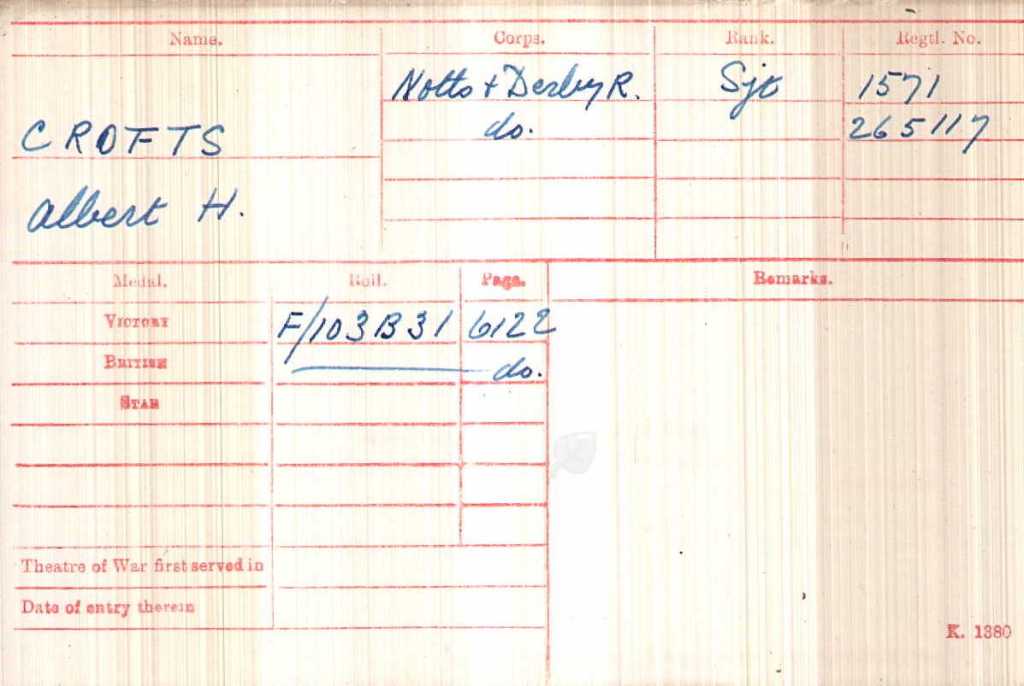 Name. Corps. Rank. Regtl. No.
Notts + Derby R. Sjt 1571
CROFTS do. 265117
Albert H.
Medal. Roll. Page. Remarks.
VICTORY F/103B31 6122
BRITISH do.
STAR
Theatre of War first served in
Date of entry therein
K. 1380